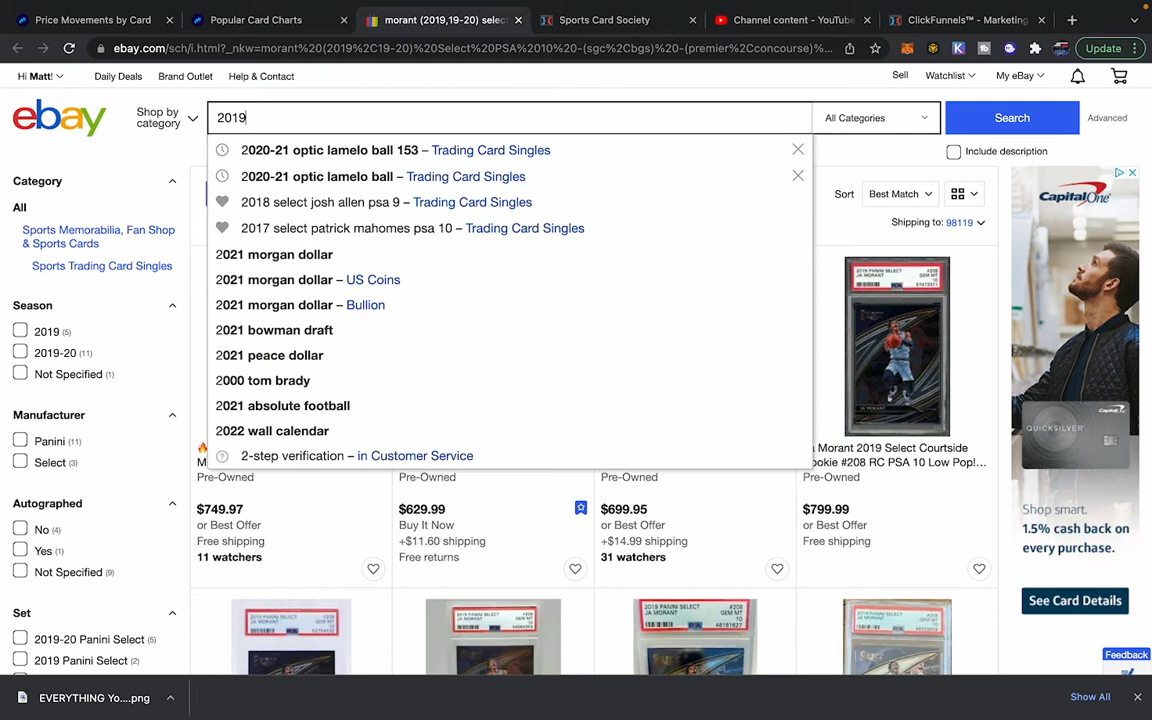 Price Movements by Card
Popular Card Charts
morant (2019,19-20) selec
Sports Card Society
Channel content - YouTube
ClickFunnels™ - Marketing
ebay.com/sch/i.html?_nkw=morant%20(2019%2C19-20)%20Select%20PSA%2010%20-(sgc%2Cbgs)%20-(premier%2Cconcourse)%...
Update
Hi Matt!
Daily Deals
Brand Outlet
Help & Contact
Sell
Watchlist
My eBay
ebay
Shop by
category
2019
All Categories
Search
Advanced
Include description
2020-21 optic lamelo ball 153 – Trading Card Singles
2020-21 optic lamelo ball – Trading Card Singles
2018 select josh allen psa 9 – Trading Card Singles
2017 select patrick mahomes psa 10 – Trading Card Singles
2021 morgan dollar
2021 morgan dollar – US Coins
2021 morgan dollar – Bullion
2021 bowman draft
2021 peace dollar
2000 tom brady
2021 absolute football
2022 wall calendar
2-step verification – in Customer Service
Category
All
Sports Memorabilia, Fan Shop
& Sports Cards
Sports Trading Card Singles
Season
2019 (5)
2019-20 (11)
Not Specified (1)
Manufacturer
Panini (11)
Select (3)
Autographed
No (4)
Yes (1)
Not Specified (9)
Set
2019-20 Panini Select (5)
2019 Panini Select (2)
Sort
Best Match
Shipping to: 98119
2019 PANINI SELECT #208
JA MORANT GEM MT
10
JA MORANT
a Morant 2019 Select Courtside
ookie #208 RC PSA 10 Low Pop!...
Pre-Owned
Pre-Owned
Pre-Owned
Pre-Owned
$749.97
or Best Offer
Free shipping
11 watchers
$629.99
Buy It Now
+$11.60 shipping
Free returns
$699.95
or Best Offer
+$14.99 shipping
31 watchers
$799.99
or Best Offer
Free shipping
Capital One
QUICKSILVER
Shop smart.
1.5% cash back on
every purchase.
See Card Details
Feedback
EVERYTHING Yo....png
Show All